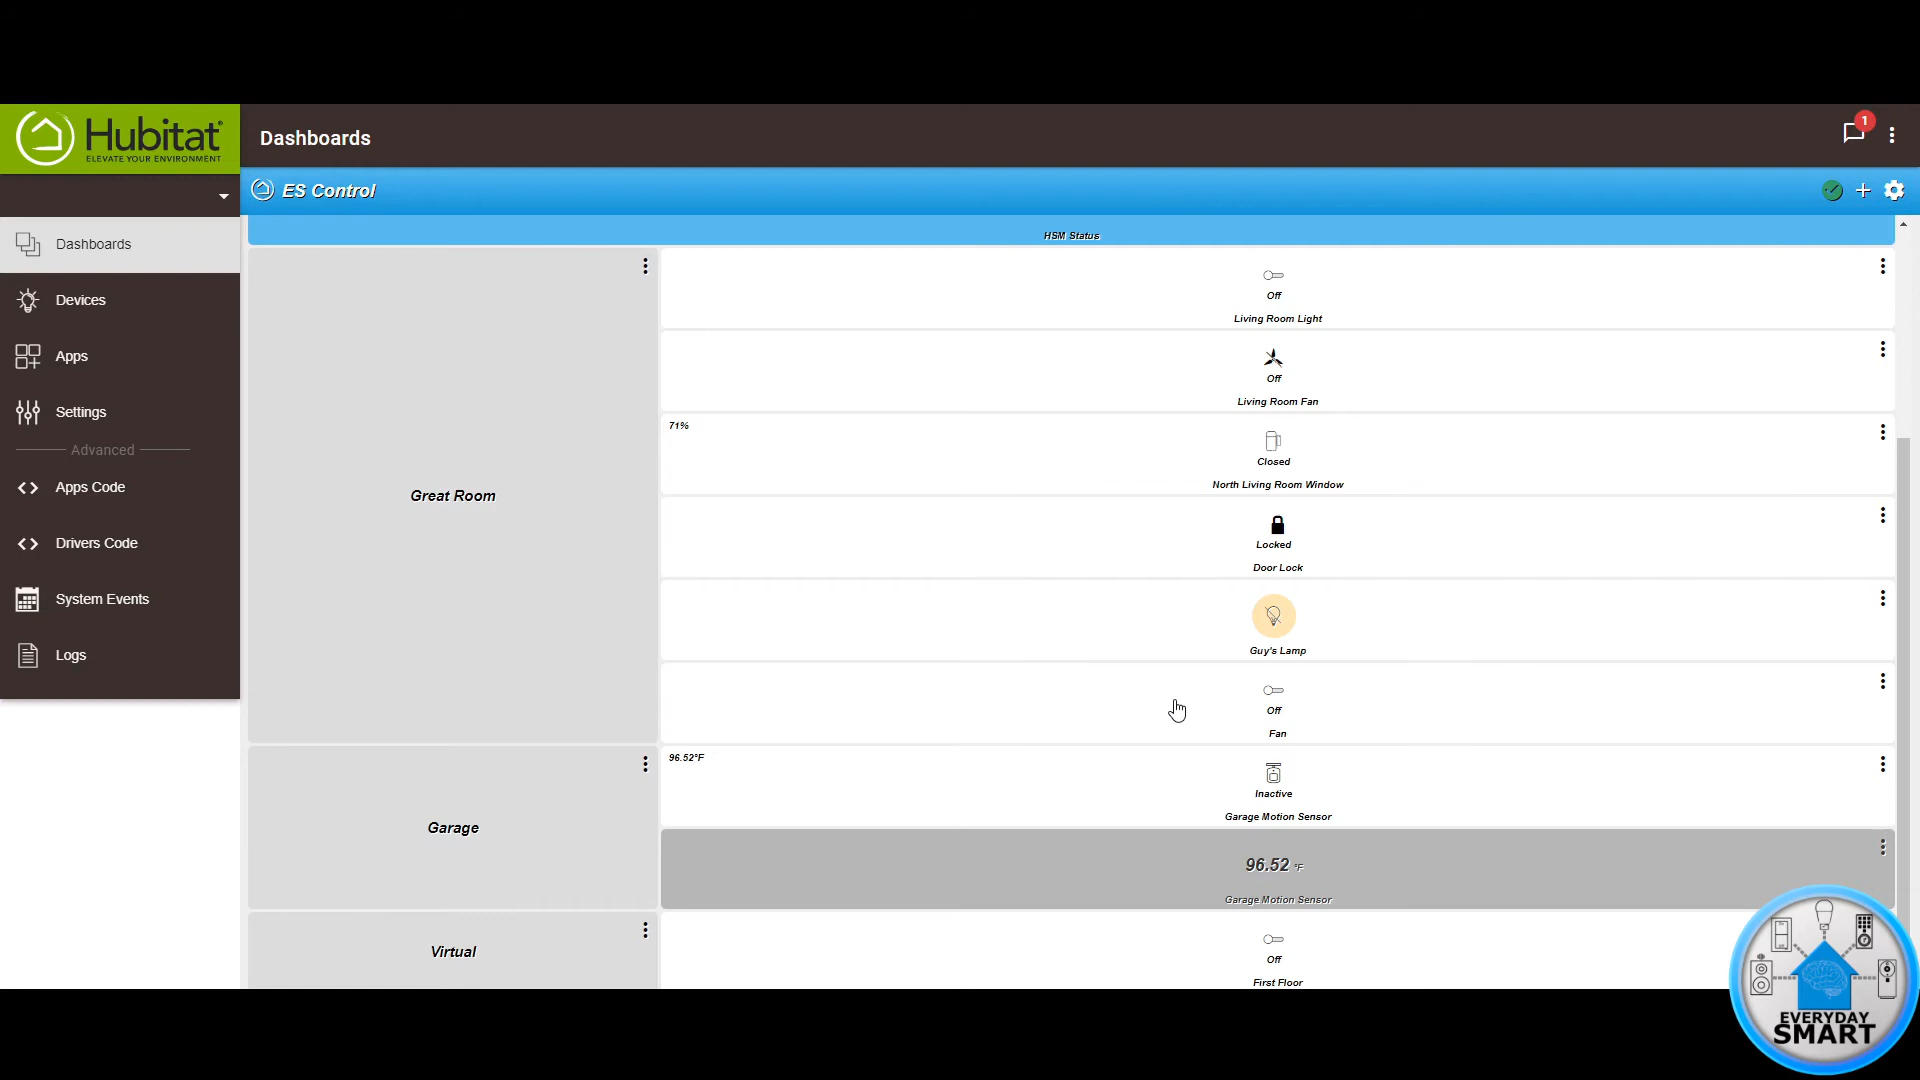 Hubitat
ELEVATE YOUR ENVIRONMENT
Dashboards
1
ES Control
Dashboards
Devices
Apps
Settings
Advanced
Apps Code
Drivers Code
System Events
Logs
HSM Status
Great Room
Off
Living Room Light
Off
Living Room Fan
71%
Closed
North Living Room Window
Locked
Door Lock
Guy's Lamp
Off
Fan
Garage
96.52°F
Inactive
Garage Motion Sensor
96.52 °F
Garage Motion Sensor
Virtual
Off
First Floor
EVERYDAY
SMART